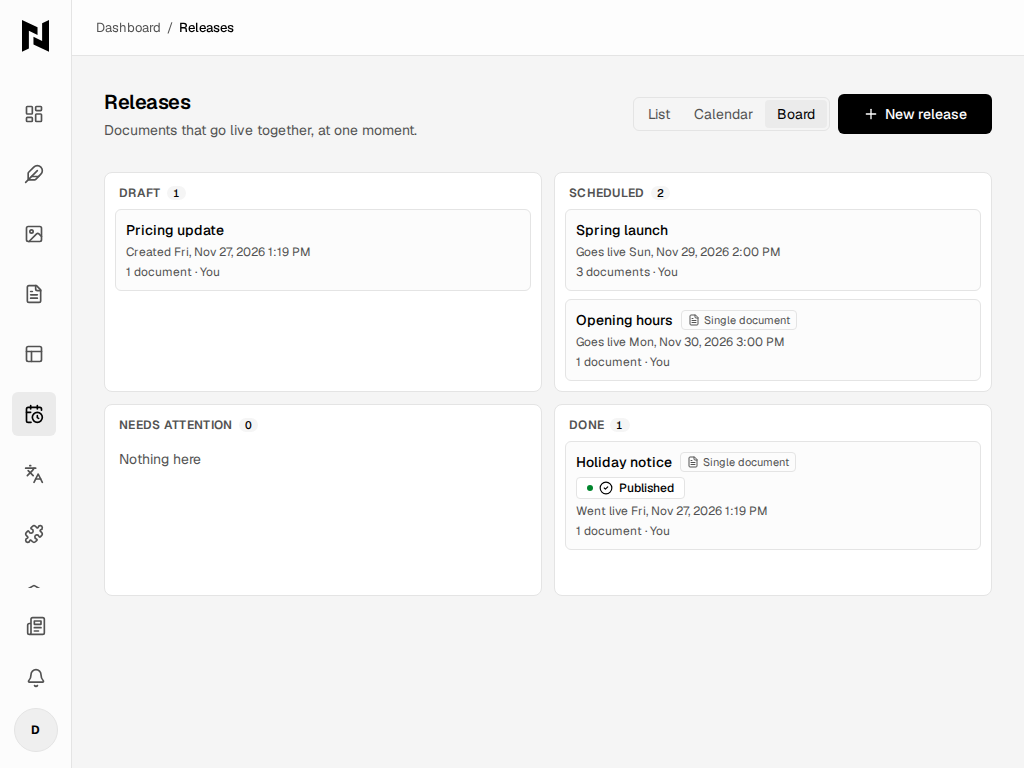 Dashboard / Releases
Releases
Documents that go live together, at one moment.
List
Calendar
Board
New release
DRAFT 1
Pricing update
Created Fri, Nov 27, 2026 1:19 PM
1 document · You
SCHEDULED 2
Spring launch
Goes live Sun, Nov 29, 2026 2:00 PM
3 documents · You
Opening hours Single document
Goes live Mon, Nov 30, 2026 3:00 PM
1 document · You
NEEDS ATTENTION 0
Nothing here
DONE 1
Holiday notice Single document
Published
Went live Fri, Nov 27, 2026 1:19 PM
1 document · You
D